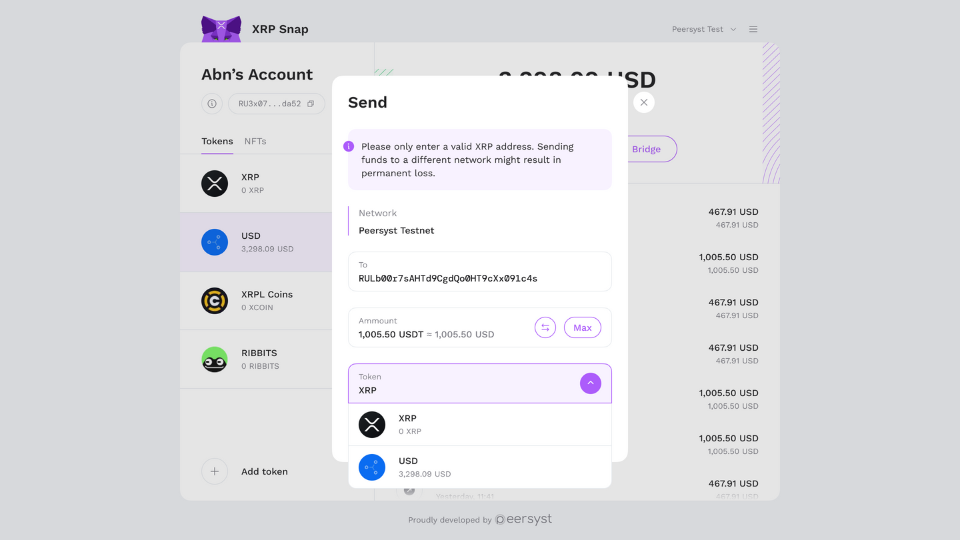 XRP Snap
Peersyst Test
Abn's Account
RU3x07...da52
Tokens
NFTs
XRP
0 XRP
USD
3,298.09 USD
XRPL Coins
0 XCOIN
RIBBITS
0 RIBBITS
Add token
3,298.09 USD
Bridge
Send
Please only enter a valid XRP address. Sending
funds to a different network might result in
permanent loss.
Network
Peersyst Testnet
To
RULb00r7sAHTd9CgdQo0HT9cXx09lc4s
Ammount
1,005.50 USDT = 1,005.50 USD
Max
Token
XRP
XRP
0 XRP
USD
3,298.09 USD
467.91 USD
467.91 USD
1,005.50 USD
1,005.50 USD
467.91 USD
467.91 USD
467.91 USD
467.91 USD
1,005.50 USD
1,005.50 USD
1,005.50 USD
1,005.50 USD
467.91 USD
467.91 USD
Yesterday, 11:41
Proudly developed by peersyst